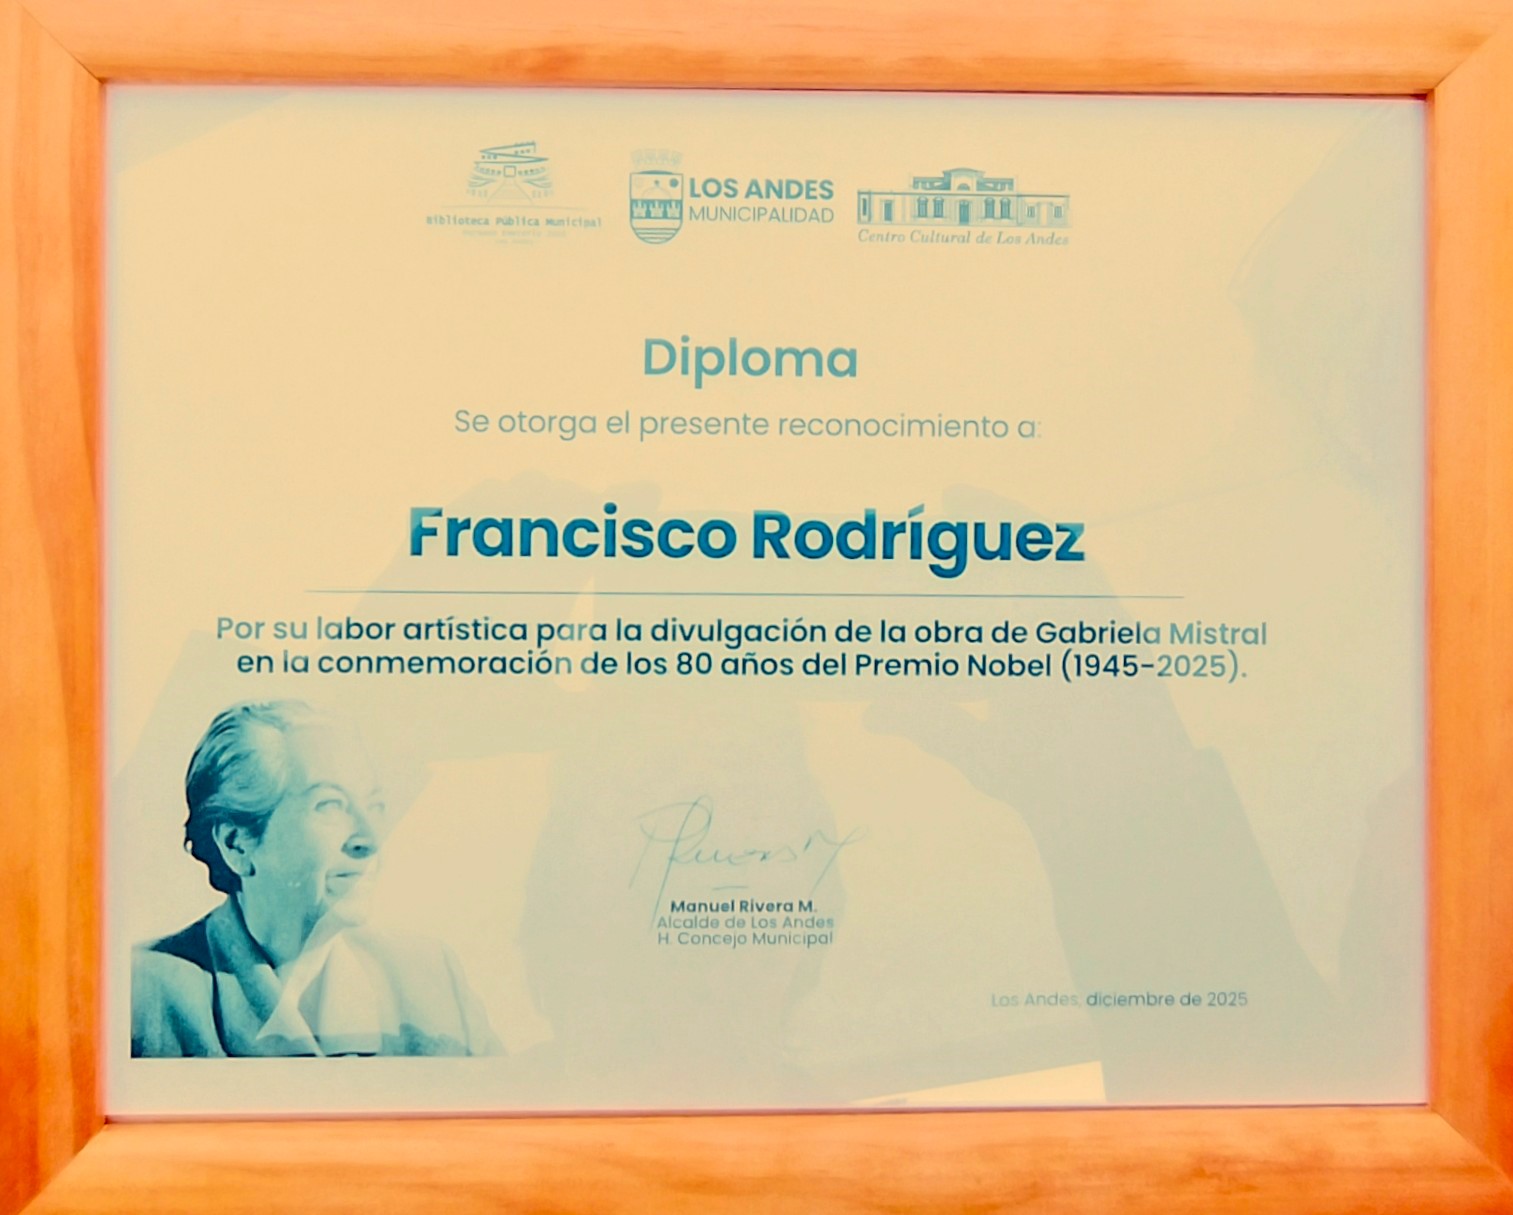 Biblioteca Pública Municipal
LOS ANDES
MUNICIPALIDAD
Centro Cultural de Los Andes
Diploma
Se otorga el presente reconocimiento a:
Francisco Rodríguez
Por su labor artística para la divulgación de la obra de Gabriela Mistral
en la conmemoración de los 80 años del Premio Nobel (1945-2025).
Manuel Rivera M.
Alcalde de Los Andes
H. Concejo Municipal
Los Andes, diciembre de 2025